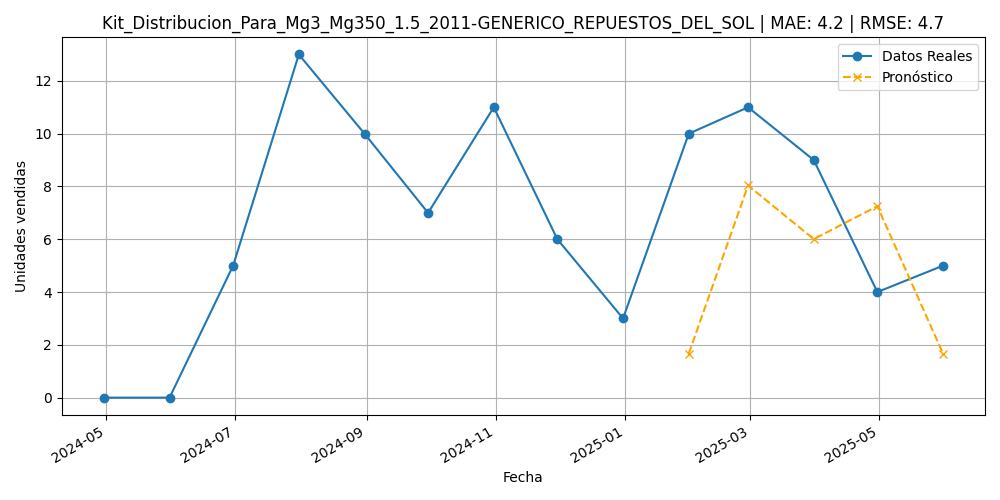 Kit_Distribucion_Para_Mg3_Mg350_1.5_2011-GENERICO_REPUESTOS_DEL_SOL | MAE: 4.2 | RMSE: 4.7
Datos Reales
Pronóstico
Unidades vendidas
12
10
8
6
4
2
0
2024-05
2024-07
2024-09
2024-11
2025-01
2025-03
2025-05
Fecha